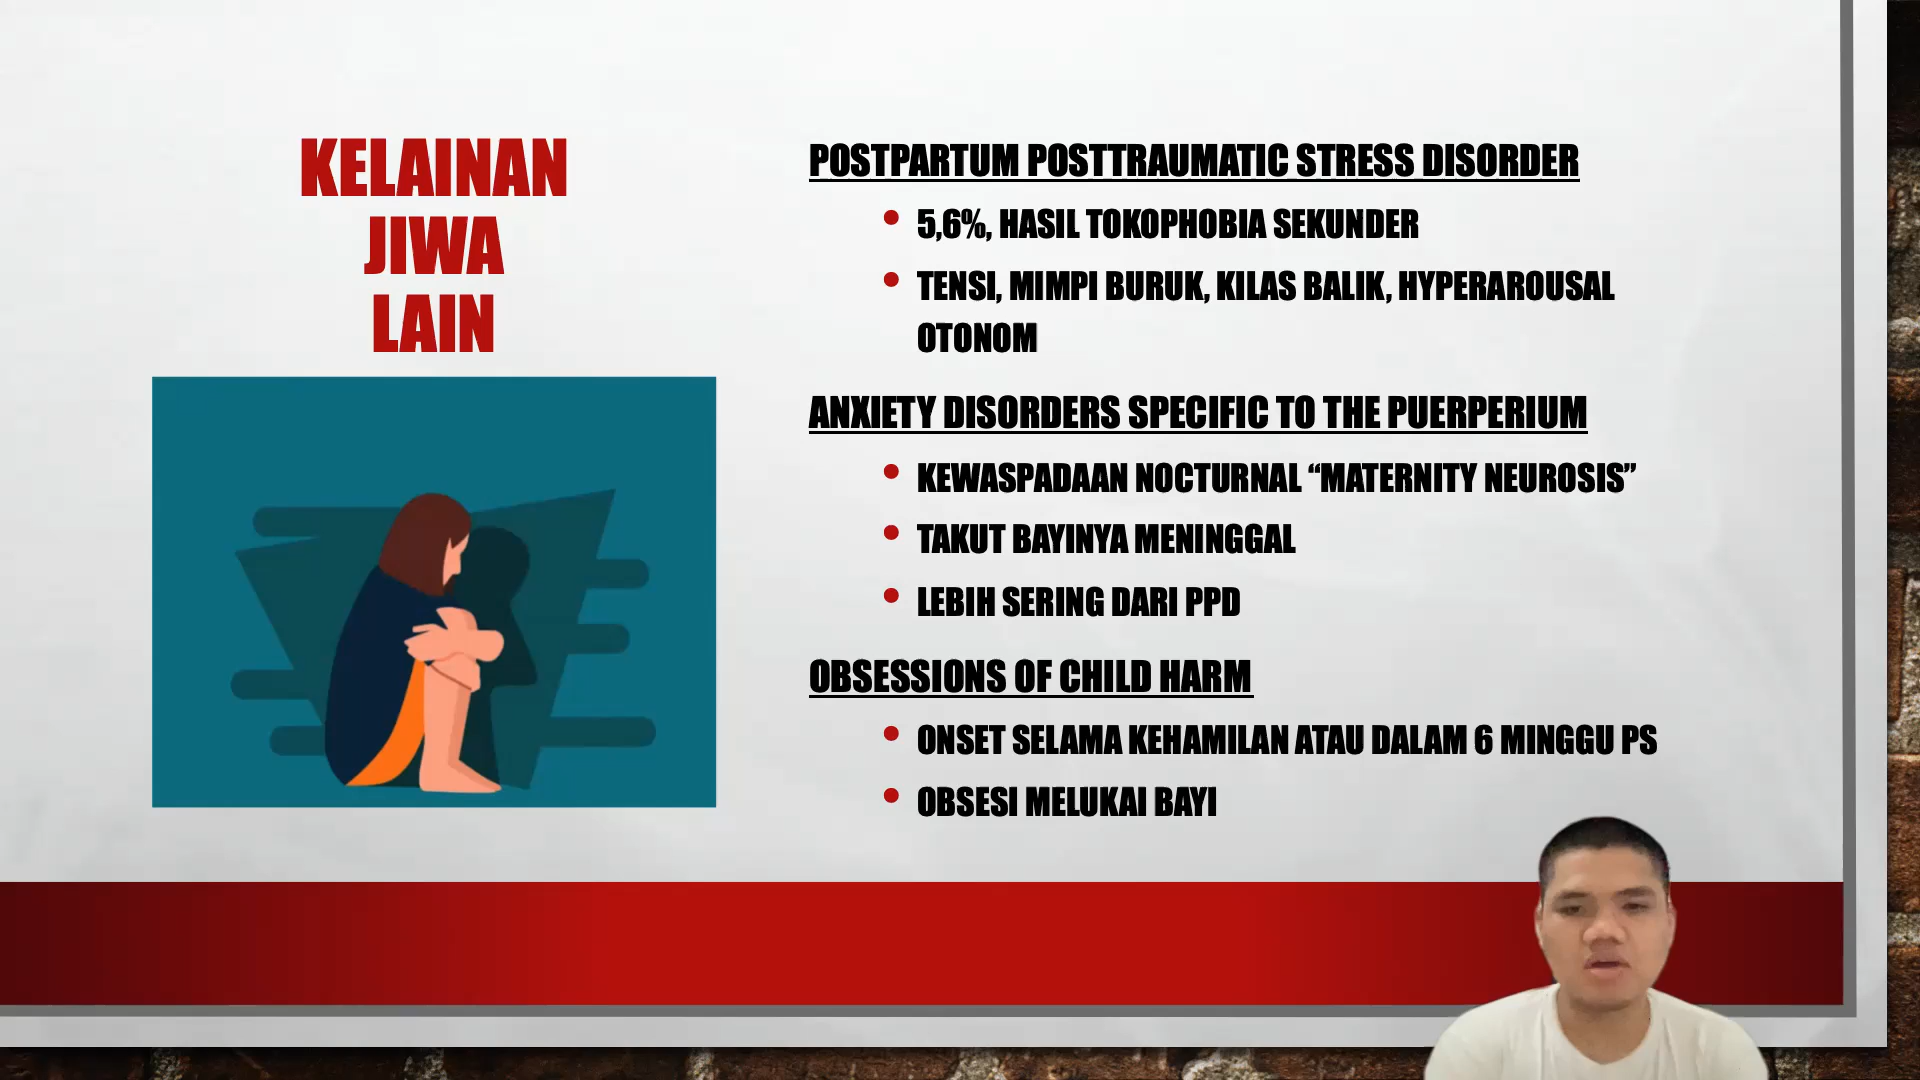 KELAINAN
JIWA
LAIN
POSTPARTUM POSTTRAUMATIC STRESS DISORDER
• 5,6%, HASIL TOKOPHOBIA SEKUNDER
• TENSI, MIMPI BURUK, KILAS BALIK, HYPERAROUSAL
OTONOM
ANXIETY DISORDERS SPECIFIC TO THE PUERPERIUM
• KEWASPADAAN NOCTURNAL “MATERNITY NEUROSIS”
• TAKUT BAYINYA MENINGGAL
• LEBIH SERING DARI PPD
OBSESSIONS OF CHILD HARM
• ONSET SELAMA KEHAMILAN ATAU DALAM 6 MINGGU PS
• OBSESI MELUKAI BAYI